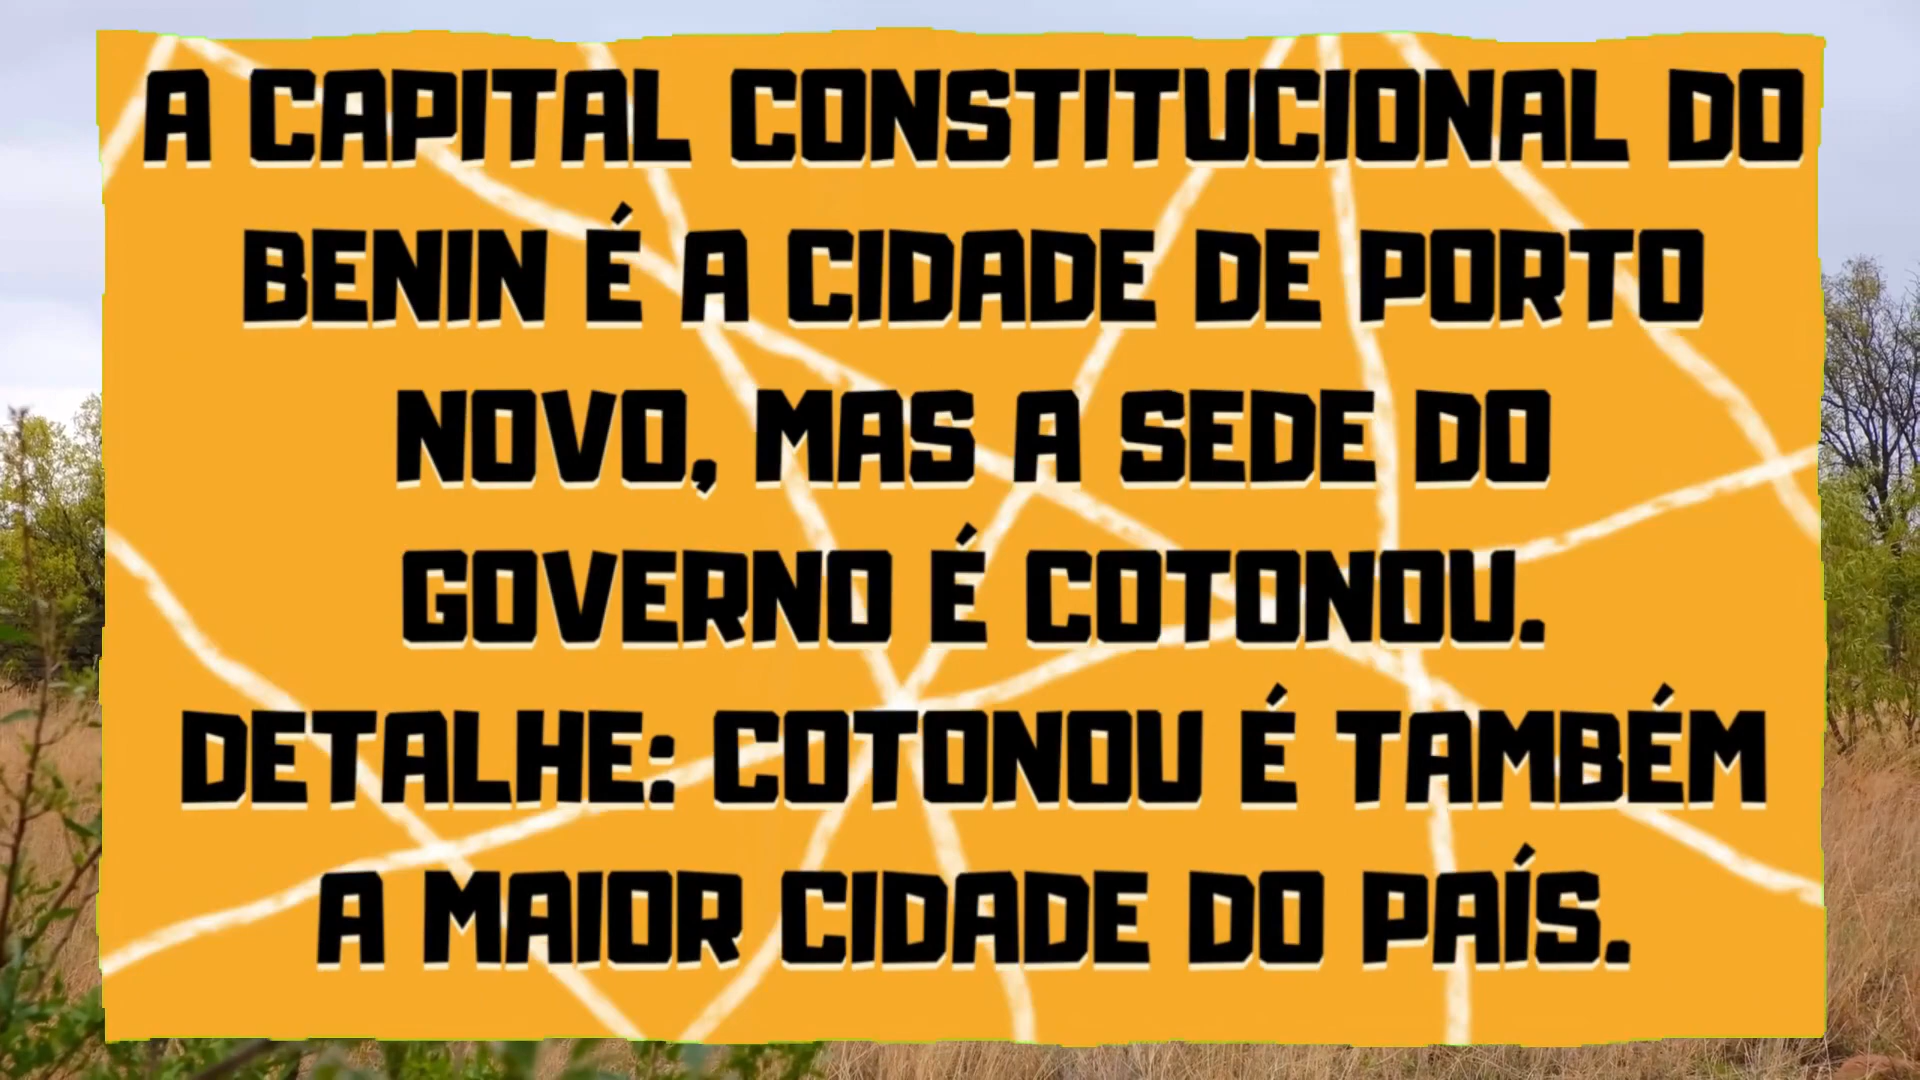 A CAPITAL CONSTITUCIONAL DO
BENIN É A CIDADE DE PORTO
NOVO, MAS A SEDE DO
GOVERNO É COTONOU.
DETALHE: COTONOU É TAMBÉM
A MAIOR CIDADE DO PAÍS.